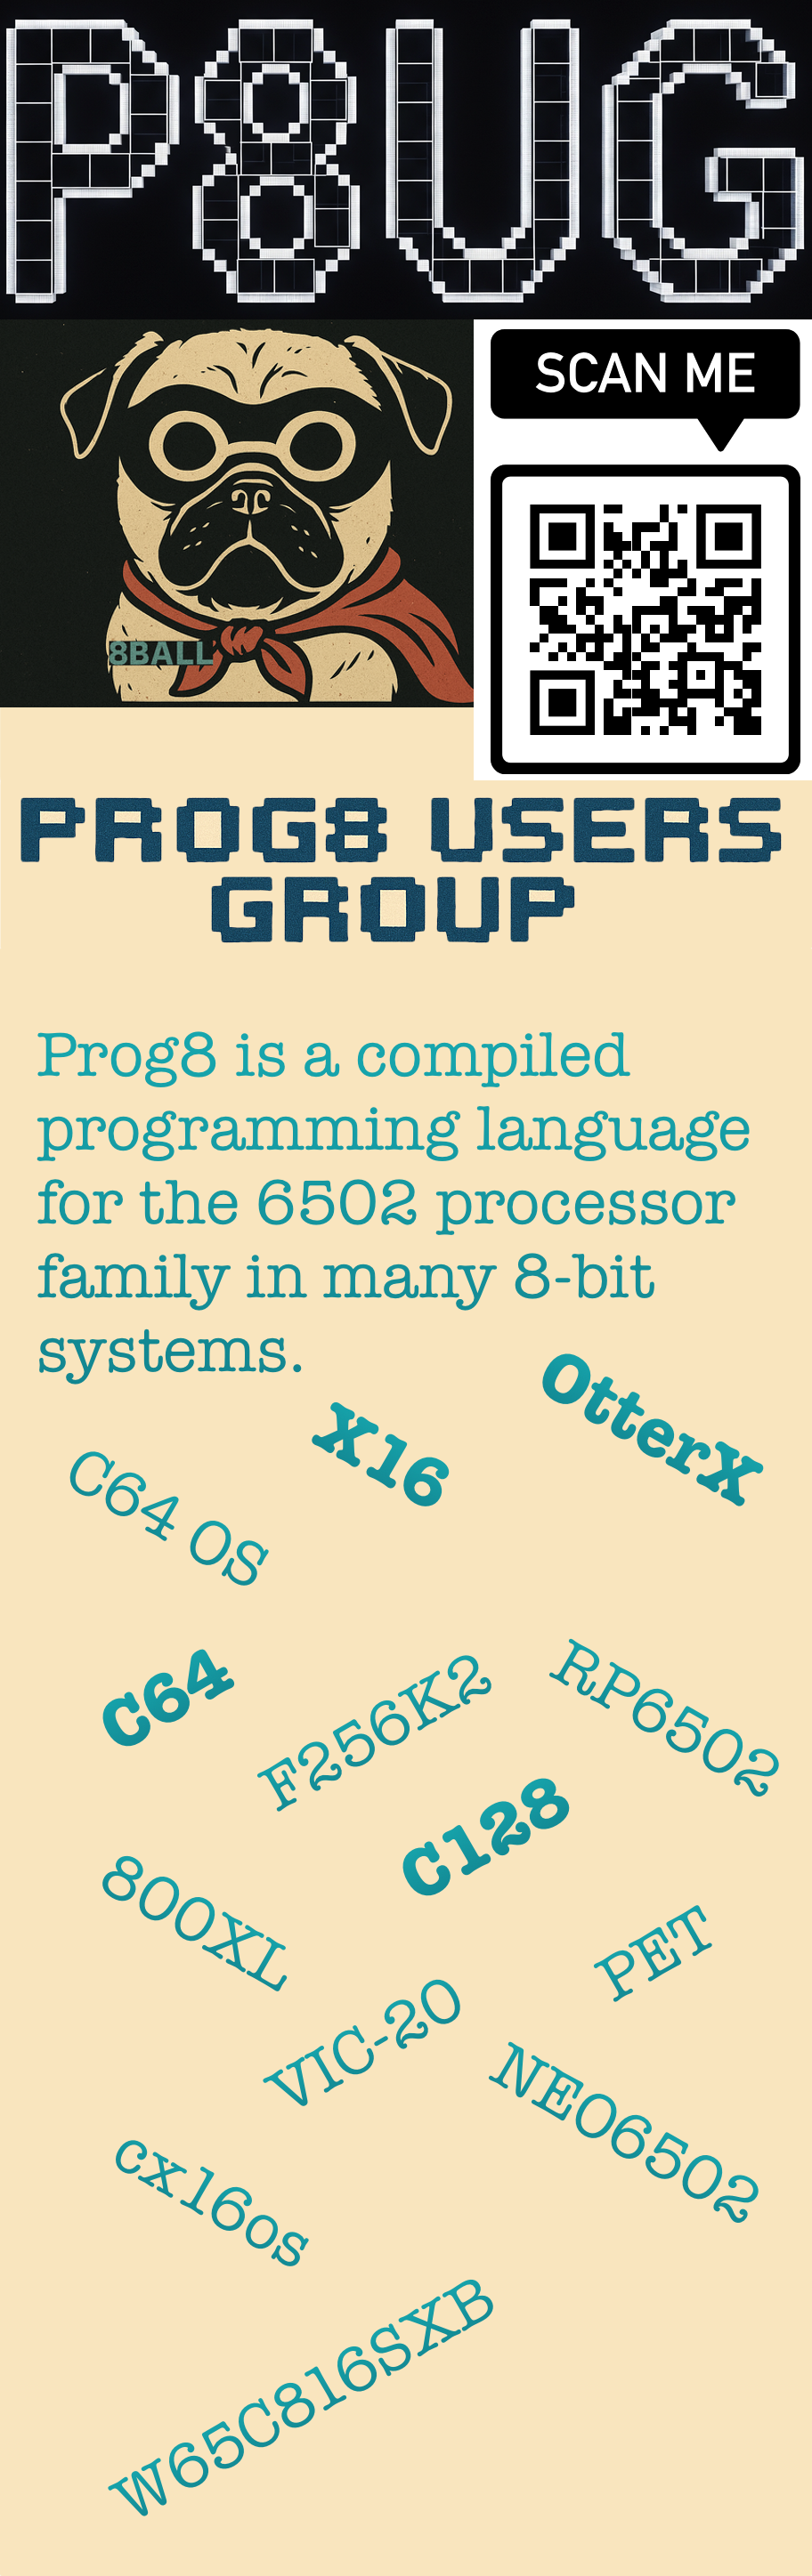 P8UG
SCAN ME
8BALL
PROG8 USERS
GROUP
Prog8 is a compiled
programming language
for the 6502 processor
family in many 8-bit
systems.
OtterX
X16
C64 OS
C64
F256K2
RP6502
C128
800XL
PET
VIC-20
NEO6502
cx16os
W65C816SXB